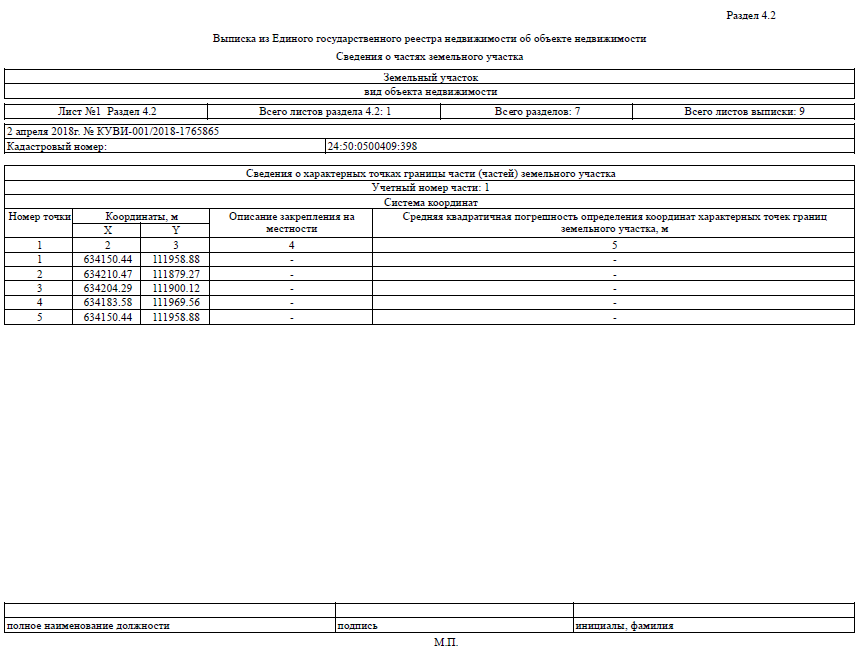 Раздел 4.2
Выписка из Единого государственного реестра недвижимости об объекте недвижимости
Сведения о частях земельного участка
Земельный участок
вид объекта недвижимости
Лист №1 Раздел 4.2 Всего листов раздела 4.2: 1 Всего разделов: 7 Всего листов выписки: 9
2 апреля 2018г. № КУВИ-001/2018-1765865
Кадастровый номер: 24:50:0500409:398
Сведения о характерных точках границы части (частей) земельного участка
Учетный номер части: 1
Система координат
Номер точки Координаты, м Описание закрепления на местности Средняя квадратичная погрешность определения координат характерных точек границ земельного участка, м
X Y
1 2 3 4 5
1 634150.44 111958.88 - -
2 634210.47 111879.27 - -
3 634204.29 111900.12 - -
4 634183.58 111969.56 - -
5 634150.44 111958.88 - -
полное наименование должности подпись инициалы, фамилия
М.П.